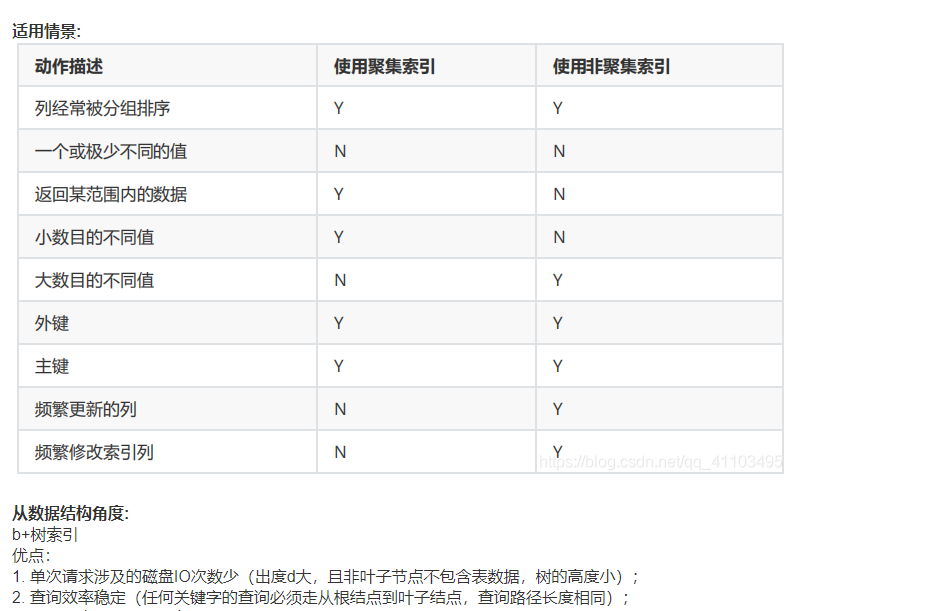 适用情景:
动作描述 使用聚集索引 使用非聚集索引
列经常被分组排序 Y Y
一个或极少不同的值 N N
返回某范围内的数据 Y N
小数目的不同值 Y N
大数目的不同值 N Y
外键 Y Y
主键 Y Y
频繁更新的列 N Y
频繁修改索引列 N Y
https://blog.csdn.net/qq_41103495
从数据结构角度:
b+树索引
优点:
1. 单次请求涉及的磁盘IO次数少（出度d大，且非叶子节点不包含表数据，树的高度小）；
2. 查询效率稳定（任何关键字的查询必须走从根结点到叶子结点，查询路径长度相同）；